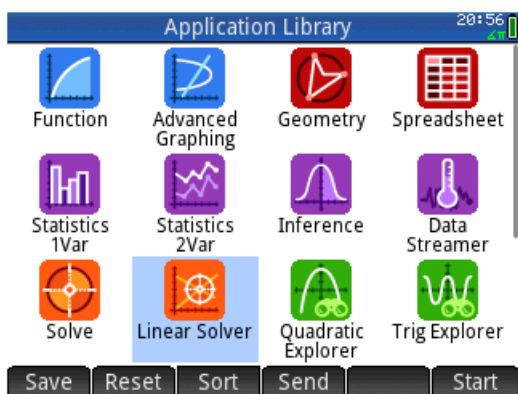 Application Library
20:56
∡π
Function
Advanced
Graphing
Geometry
Spreadsheet
Statistics
1Var
Statistics
2Var
Inference
Data
Streamer
Solve
Linear Solver
Quadratic
Explorer
Trig Explorer
Save
Reset
Sort
Send
Start